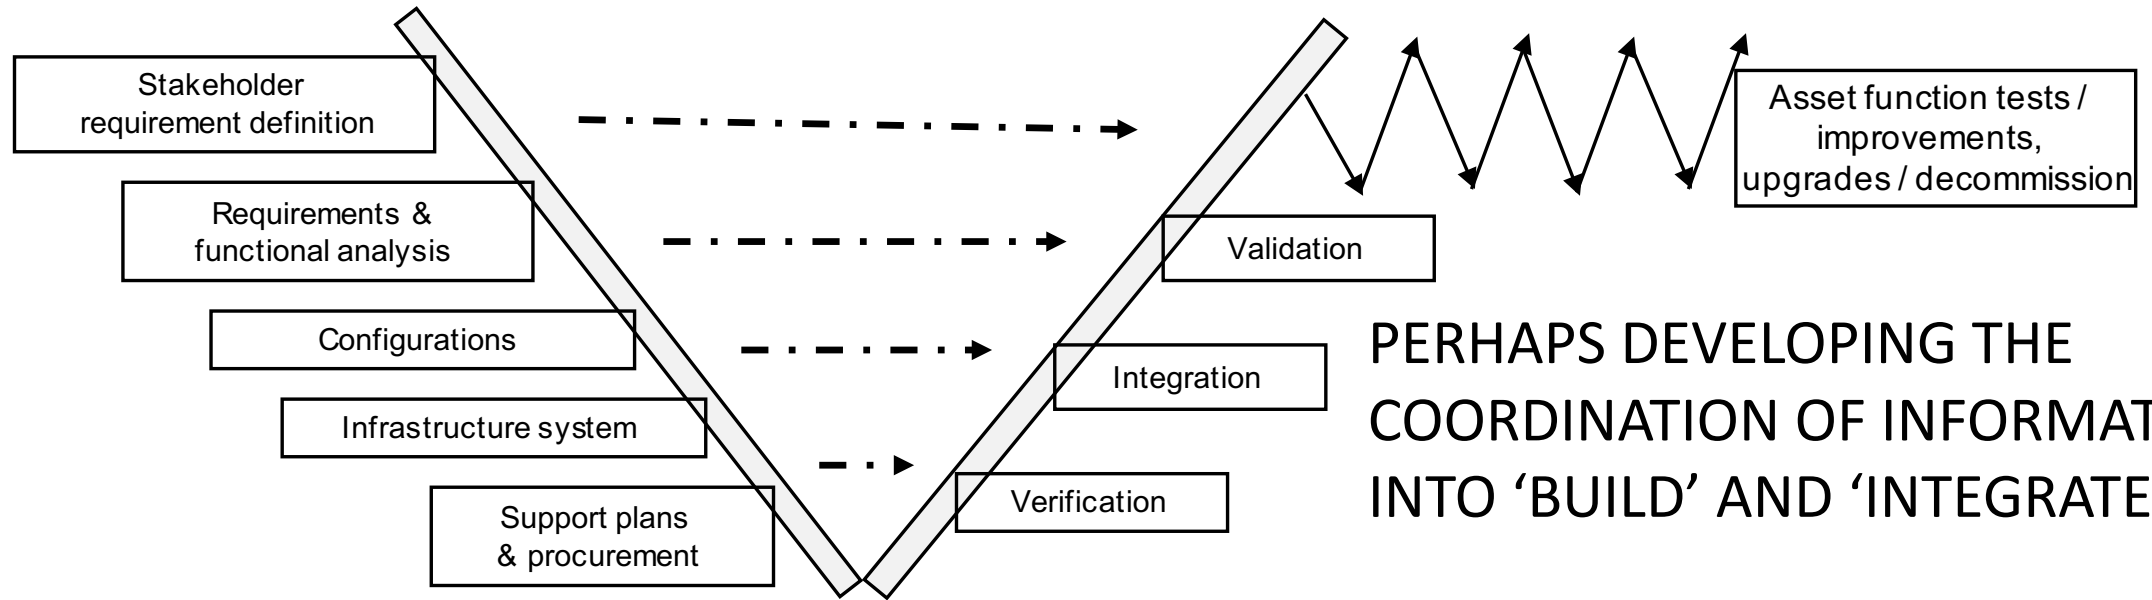 Stakeholder
requirement definition
Requirements &
functional analysis
Configurations
Infrastructure system
Support plans
& procurement
Asset function tests /
improvements,
upgrades / decommission
Validation
Integration
Verification
PERHAPS DEVELOPING THE
COORDINATION OF
INTO ‘BUILD’ AND ‘INTEGRATE